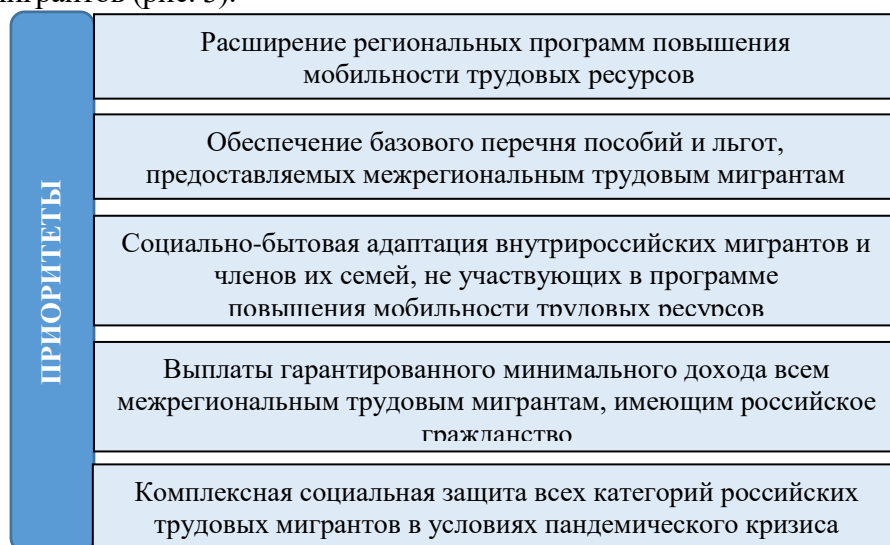 мигрантов (рис. 3).
ПРИОРИТЕТЫ
Расширение региональных программ повышения
мобильности трудовых ресурсов
Обеспечение базового перечня пособий и льгот,
предоставляемых межрегиональным трудовым мигрантам
Социально-бытовая адаптация внутрироссийских мигрантов и
членов их семей, не участвующих в программе
повышения мобильности трудовых ресурсов
Выплаты гарантированного минимального дохода всем
межрегиональным трудовым мигрантам, имеющим российское
гражданство
Комплексная социальная защита всех категорий российских
трудовых мигрантов в условиях пандемического кризиса